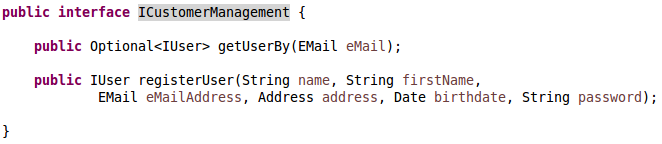 public interface ICustomerManagement {
public Optional<IUser> getUserBy(EMail eMail);
public IUser registerUser(String name, String firstName,
EMail eMailAddress, Address address, Date birthdate, String password);
}